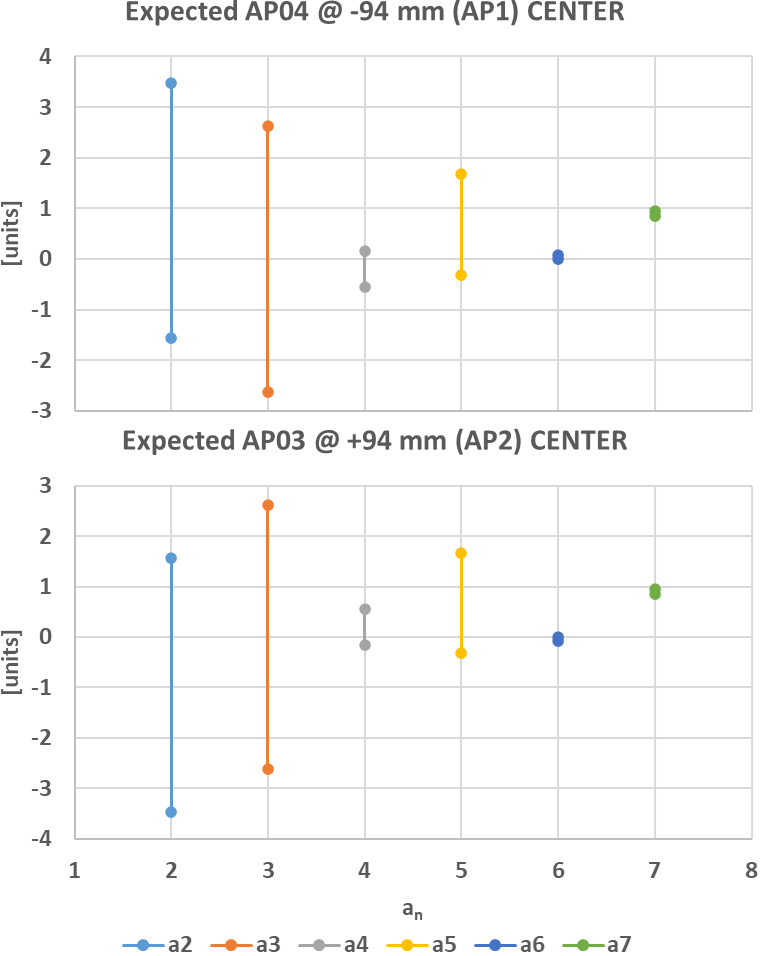 Expected AP04 @ -94 mm (AP1) CENTER
4
3
2
1
0
-1
-2
-3
[units]
Expected AP03 @ +94 mm (AP2) CENTER
3
2
1
0
-1
-2
-3
-4
[units]
1 2 3 4 5 6 7 8
an
a2 a3 a4 a5 a6 a7